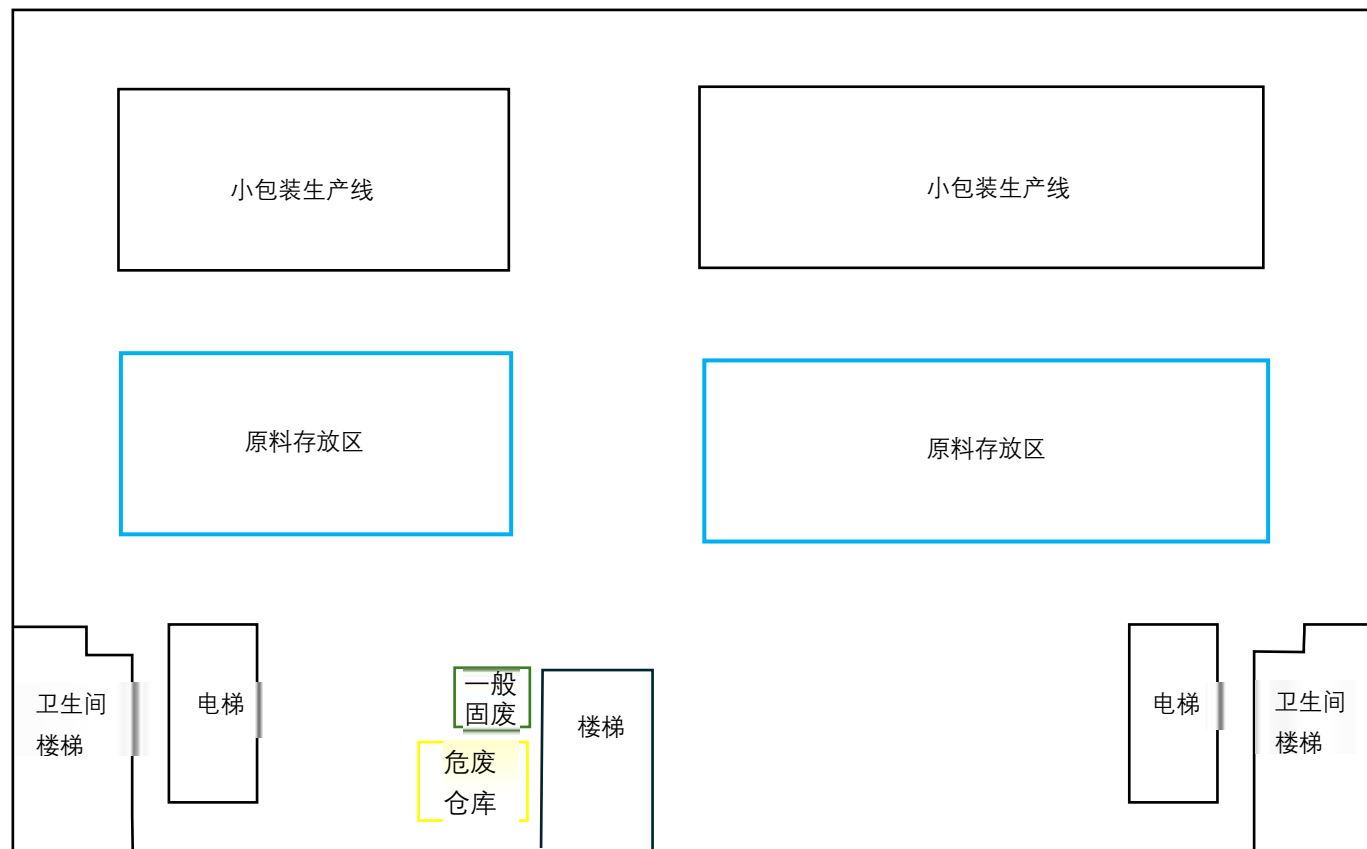 小包装生产线
小包装生产线
原料存放区
原料存放区
卫生间
楼梯
电梯
一般
固废
危废
仓库
楼梯
电梯
卫生间
楼梯